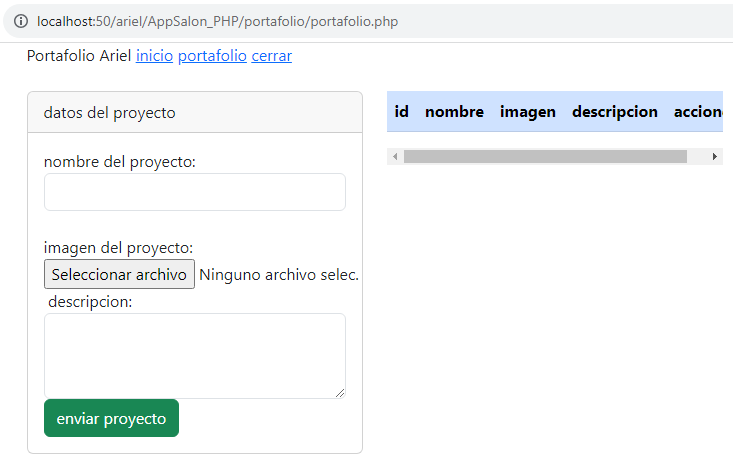 localhost:50/ariel/AppSalon_PHP/portafolio/portafolio.php
Portafolio Ariel inicio portafolio cerrar
datos del proyecto
nombre del proyecto:
imagen del proyecto:
Seleccionar archivo Ninguno archivo selec.
descripcion:
enviar proyecto
id nombre imagen descripcion accion